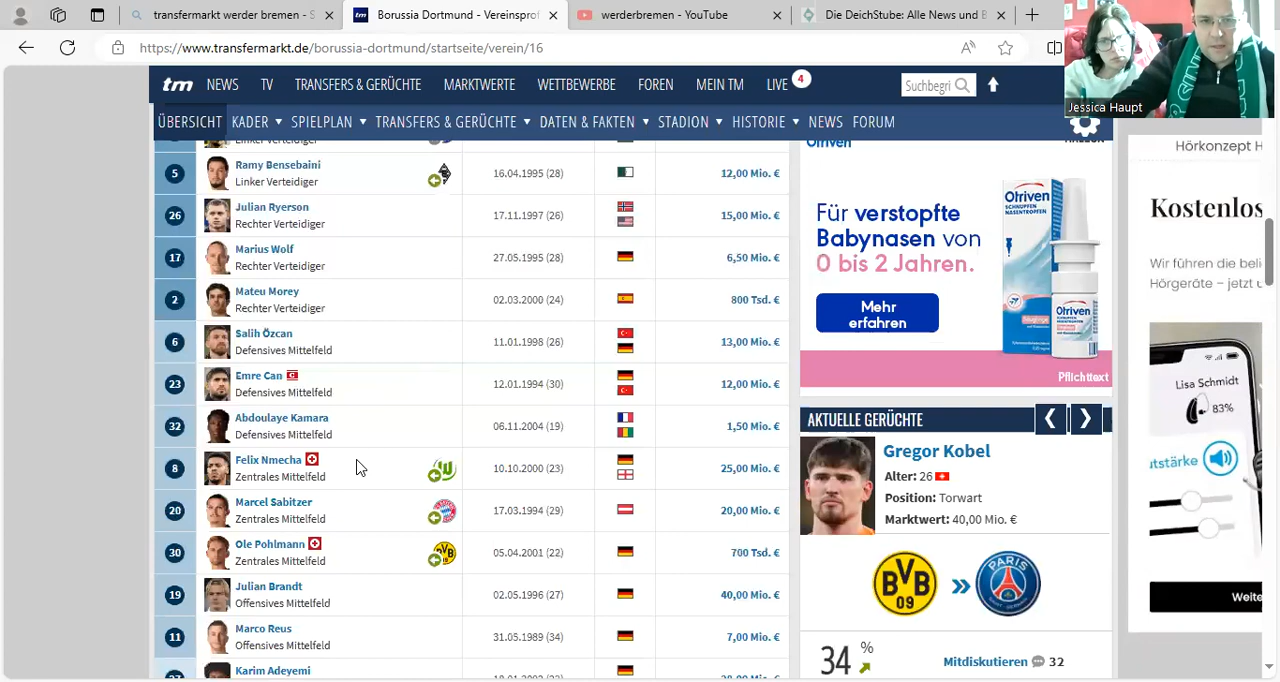 transfermarkt werder bremen - S
Borussia Dortmund - Vereinsprof
werderbremen - YouTube
Die DeichStube: Alle News und B
https://www.transfermarkt.de/borussia-dortmund/startseite/verein/16
Jessica Haupt
tm NEWS TV TRANSFERS & GERÜCHTE MARKTWERTE WETTBEWERBE FOREN MEIN TM LIVE 4 Suchbegri
ÜBERSICHT KADER SPIELPLAN TRANSFERS & GERÜCHTE DATEN & FAKTEN STADION HISTORIE NEWS FORUM
Linker Verteidiger
5 Ramy Bensebaini 16.04.1995 (28) 12,00 Mio. €
Linker Verteidiger
26 Julian Ryerson 17.11.1997 (26) 15,00 Mio. €
Rechter Verteidiger
17 Marius Wolf 27.05.1995 (28) 6,50 Mio. €
Rechter Verteidiger
2 Mateu Morey 02.03.2000 (24) 800 Tsd. €
Rechter Verteidiger
6 Salih Özcan 11.01.1998 (26) 13,00 Mio. €
Defensives Mittelfeld
23 Emre Can 12.01.1994 (30) 12,00 Mio. €
Defensives Mittelfeld
32 Abdoulaye Kamara 06.11.2004 (19) 1,50 Mio. €
Defensives Mittelfeld
8 Felix Nmecha 10.10.2000 (23) 25,00 Mio. €
Zentrales Mittelfeld
20 Marcel Sabitzer 17.03.1994 (29) 20,00 Mio. €
Zentrales Mittelfeld
30 Ole Pohlmann 05.04.2001 (22) 700 Tsd. €
Zentrales Mittelfeld
19 Julian Brandt 02.05.1996 (27) 40,00 Mio. €
Offensives Mittelfeld
11 Marco Reus 31.05.1989 (34) 7,00 Mio. €
Offensives Mittelfeld
Karim Adeyemi
Otriven
Für verstopfte
Babynasen von
0 bis 2 Jahren.
Mehr
erfahren
Otriven
SCHNUPFEN
Otriven
Pflichttext
AKTUELLE GERÜCHTE
Gregor Kobel
Alter: 26
Position: Torwart
Marktwert: 40,00 Mio. €
BVB
09
PARIS
34 %
Mitdiskutieren 32
Hörkonzept H
Kostenlos
Wir führen die beli
Hörgeräte – jetzt u
Lisa Schmidt
83%
utstärke
Weite